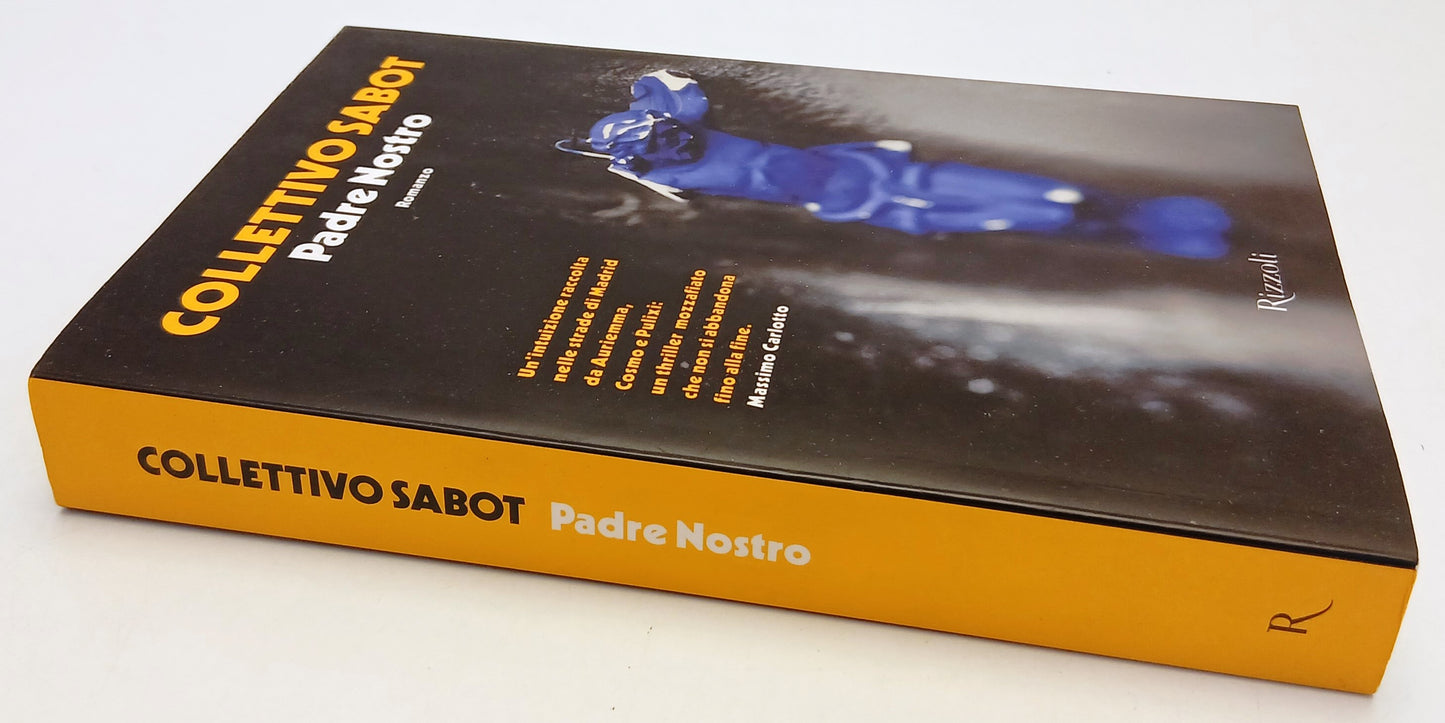 COLLETTIVO SABOT
Padre Nostro
Romanzo
Un'intuizione raccolta
nelle strade di Madrid
da Auriemma,
Cosmo e Pulixi:
un thriller mozzafiato
che non si abbandona
fino alla fine.
Massimo Carlotto
Rizzoli
COLLETTIVO SABOT Padre Nostro
R